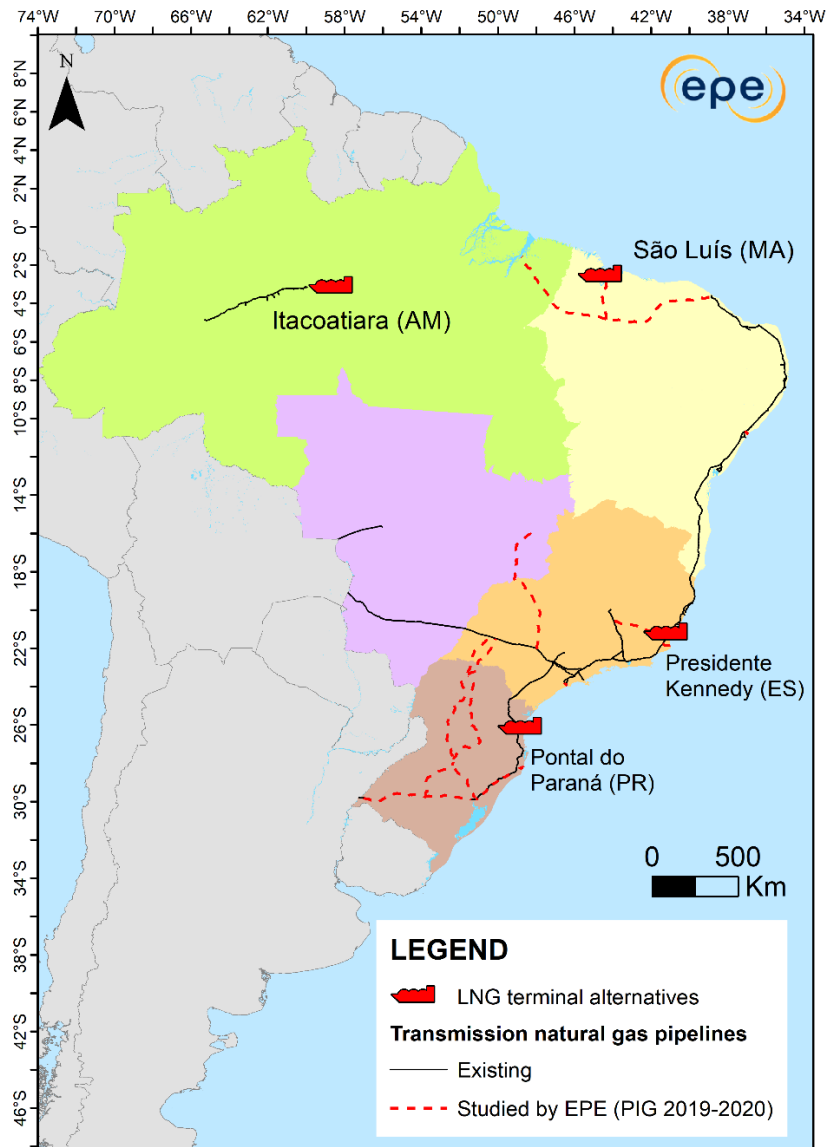 74°W 70°W 66°W 62°W 58°W 54°W 50°W 46°W 42°W 38°W 34°W
N
epe
8°N
6°N
4°N
2°N
0°
2°S
4°S
6°S
8°S
10°S
14°S
18°S
22°S
26°S
30°S
34°S
38°S
42°S
46°S
São Luís (MA)
Itacoatiara (AM)
Presidente
Kennedy (ES)
Pontal do
Paraná (PR)
0 500
Km
LEGEND
LNG terminal alternatives
Transmission natural gas pipelines
Existing
Studied by EPE (PIG 2019-2020)